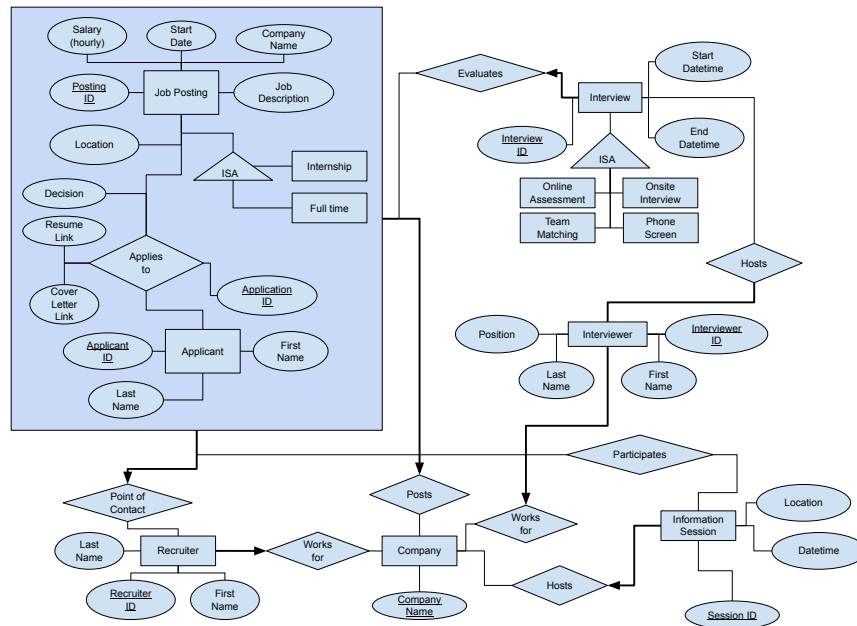 Salary
(hourly)
Start
Date
Company
Name
Posting
ID
Job Posting
Job
Description
Location
ISA
Internship
Full time
Decision
Resume
Link
Applies
to
Cover
Letter
Link
Application
ID
Applicant
ID
Applicant
First
Name
Last
Name
Evaluates
Interview
Start
Datetime
Interview
ID
End
Datetime
ISA
Online
Assessment
Onsite
Interview
Team
Matching
Phone
Screen
Hosts
Position
Interviewer
Interviewer
ID
Last
Name
First
Name
Participates
Point of
Contact
Posts
Works
for
Information
Session
Location
Datetime
Last
Name
Recruiter
Works
for
Company
Hosts
Recruiter
ID
First
Name
Company
Name
Session ID